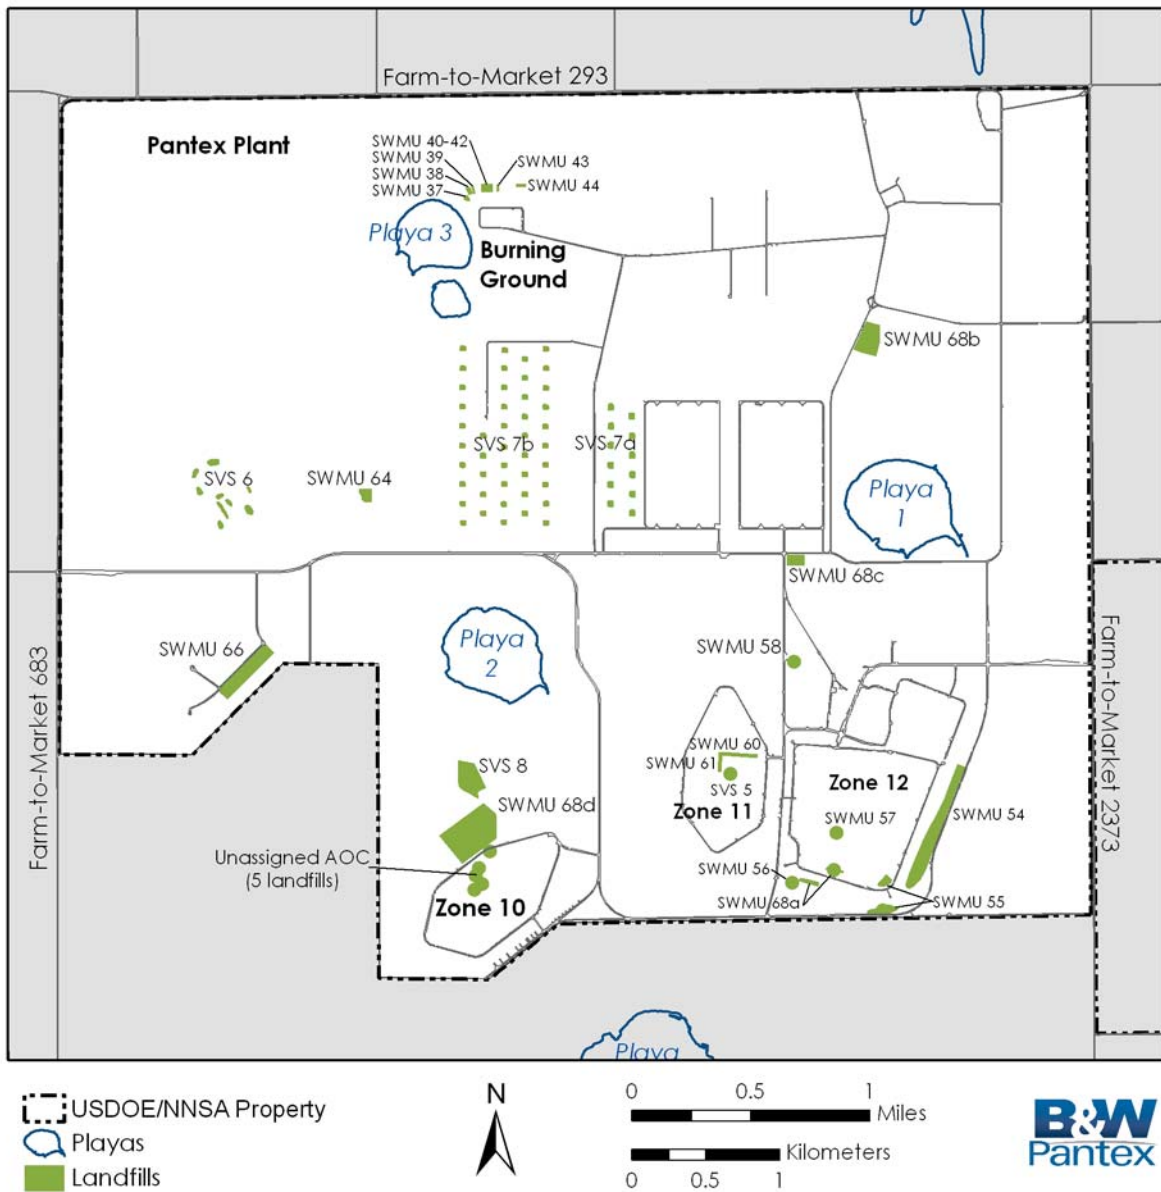 Farm-to-Market 293
Pantex Plant
SWMU 40-42
SWMU 39
SWMU 38
SWMU 37
SWMU 43
SWMU 44
Playa 3
Burning
Ground
SWMU 68b
SVS 7b
SVS 7a
SVS 6
SWMU 64
Playa
1
SWMU 68c
SWMU 66
Playa
2
SWMU 58
Farm-to-Market 683
Farm-to-Market 2373
SWMU 60
SWMU 61
SVS 5
Zone 11
Zone 12
SWMU 57
SWMU 54
SVS 8
SWMU 68d
Unassigned AOC
(5 landfills)
Zone 10
SWMU 56
SWMU 68a
SWMU 55
Playa
USDOE/NNSA Property
Playas
Landfills
N
0 0.5 1
Miles
Kilometers
0 0.5 1
B&W
Pantex